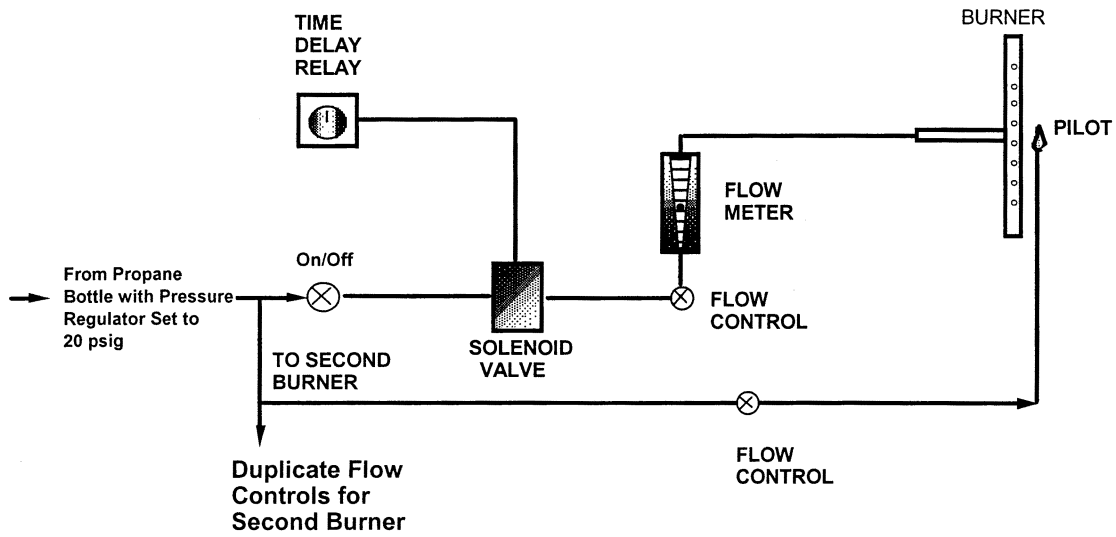 TIME
DELAY
RELAY
BURNER
PILOT
FLOW
METER
On/Off
From Propane
Bottle with Pressure
Regulator Set to
20 psig
FLOW
CONTROL
SOLENOID
VALVE
TO SECOND
BURNER
FLOW
CONTROL
Duplicate Flow
Controls for
Second Burner